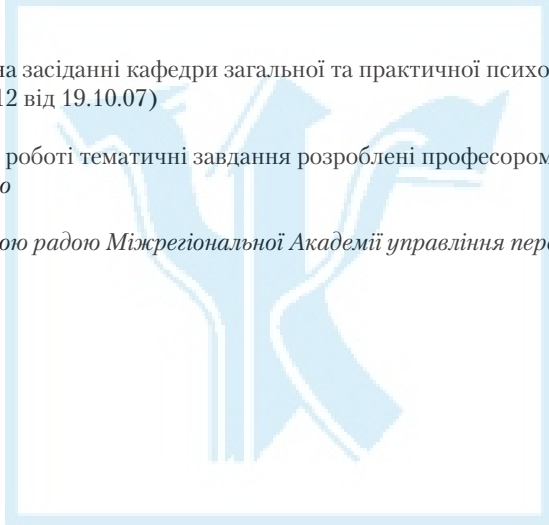 на засіданні кафедри загальної та практичної психо
12 від 19.10.07)
роботі тематичні завдання розроблені професором
о
ою радою Міжрегіональної Академії управління пер